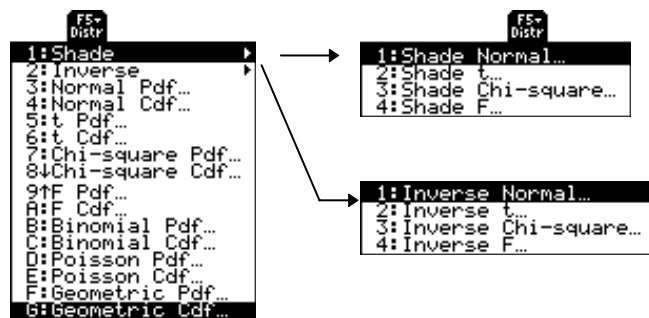 F5▾
Distr
1:Shade ▸
2:Inverse ▸
3:Normal Pdf…
4:Normal Cdf…
5:t Pdf…
6:t Cdf…
7:Chi-square Pdf…
8↓Chi-square Cdf…
9↑F Pdf…
A:F Cdf…
B:Binomial Pdf…
C:Binomial Cdf…
D:Poisson Pdf…
E:Poisson Cdf…
F:Geometric Pdf…
G:Geometric Cdf…
F5▾
Distr
1:Shade Normal…
2:Shade t…
3:Shade Chi-square…
4:Shade F…
1:Inverse Normal…
2:Inverse t…
3:Inverse Chi-square…
4:Inverse F…